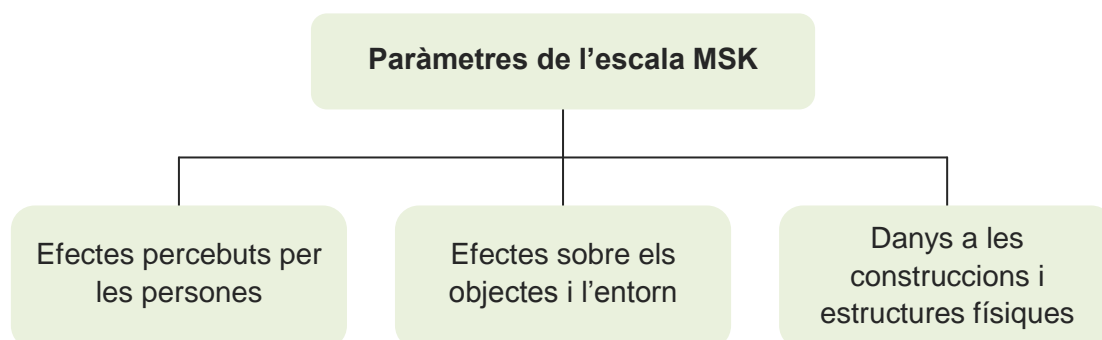 Paràmetres de l’escala MSK
Efectes percebuts per
les persones
Efectes sobre els
objectes i l’entorn
Danys a les
construccions i
estructures físiques